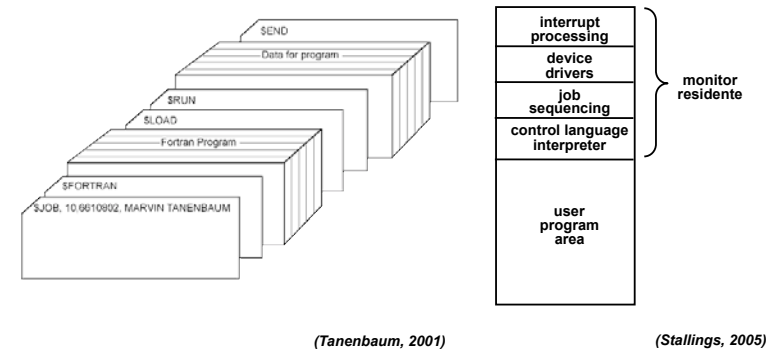 $END
Data for program
$RUN
$LOAD
Fortran Program
$FORTRAN
$JOB, 10,6610802, MARVIN TANENBAUM
interrupt
processing
device
drivers
job
sequencing
control language
interpreter
user
program
area
monitor
residente
(Tanenbaum, 2001)
(Stallings, 2005)